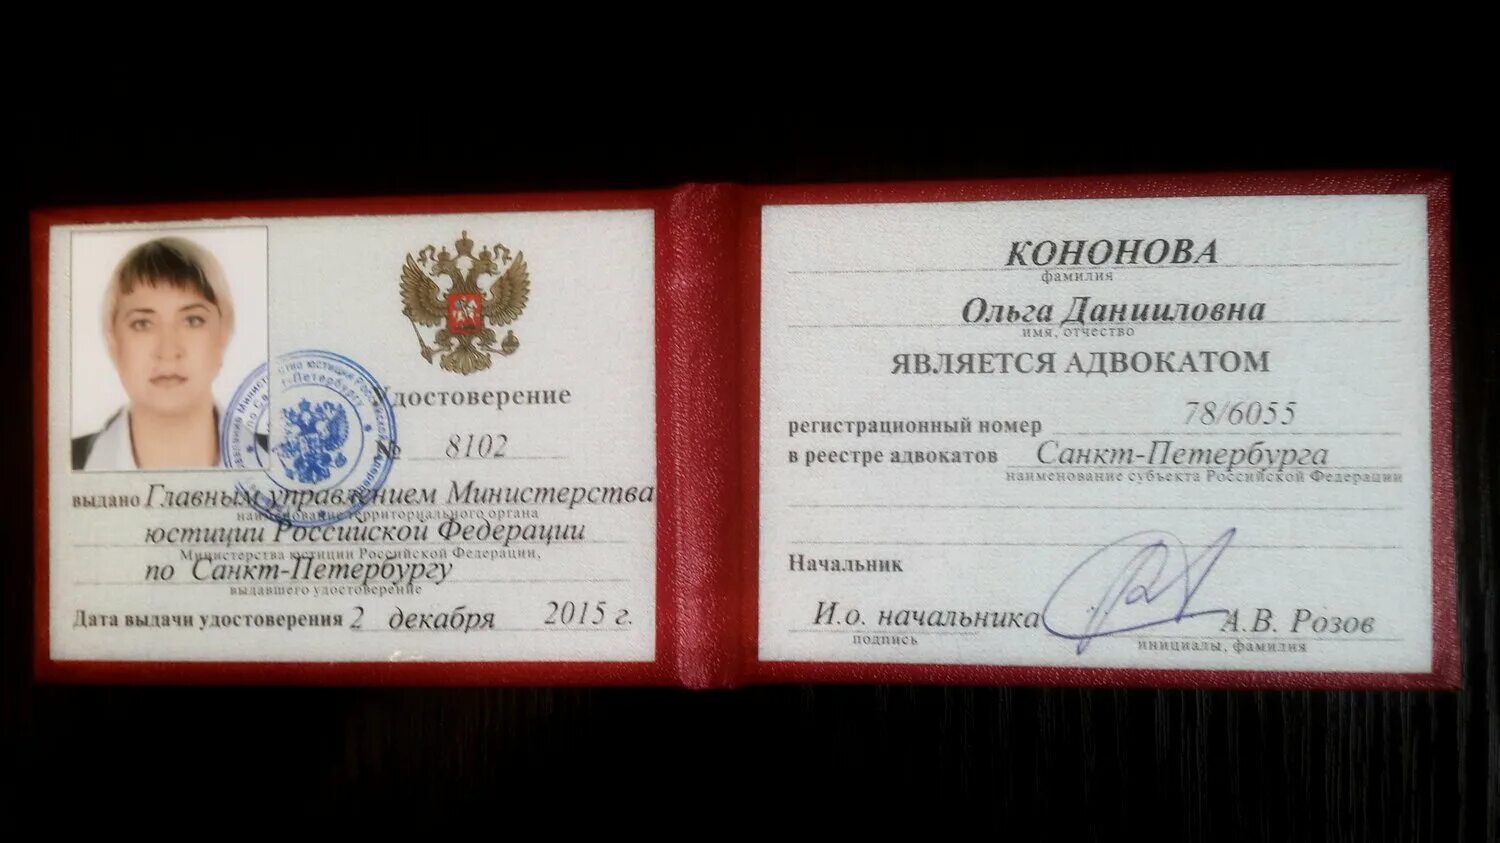 Удостоверение
№ 8102
выдано Главным управлением Министерства
наименование территориального органа
юстиции Российской Федерации
Министерства юстиции Российской Федерации,
по Санкт-Петербургу
выдавшего удостоверение
Дата выдачи удостоверения 2 декабря 2015 г.
КОНОНОВА
фамилия
Ольга Данииловна
имя, отчество
ЯВЛЯЕТСЯ АДВОКАТОМ
регистрационный номер 78/6055
в реестре адвокатов Санкт-Петербурга
наименование субъекта Российской Федерации
Начальник
И.о. начальника А.В. Розов
подпись инициалы, фамилия